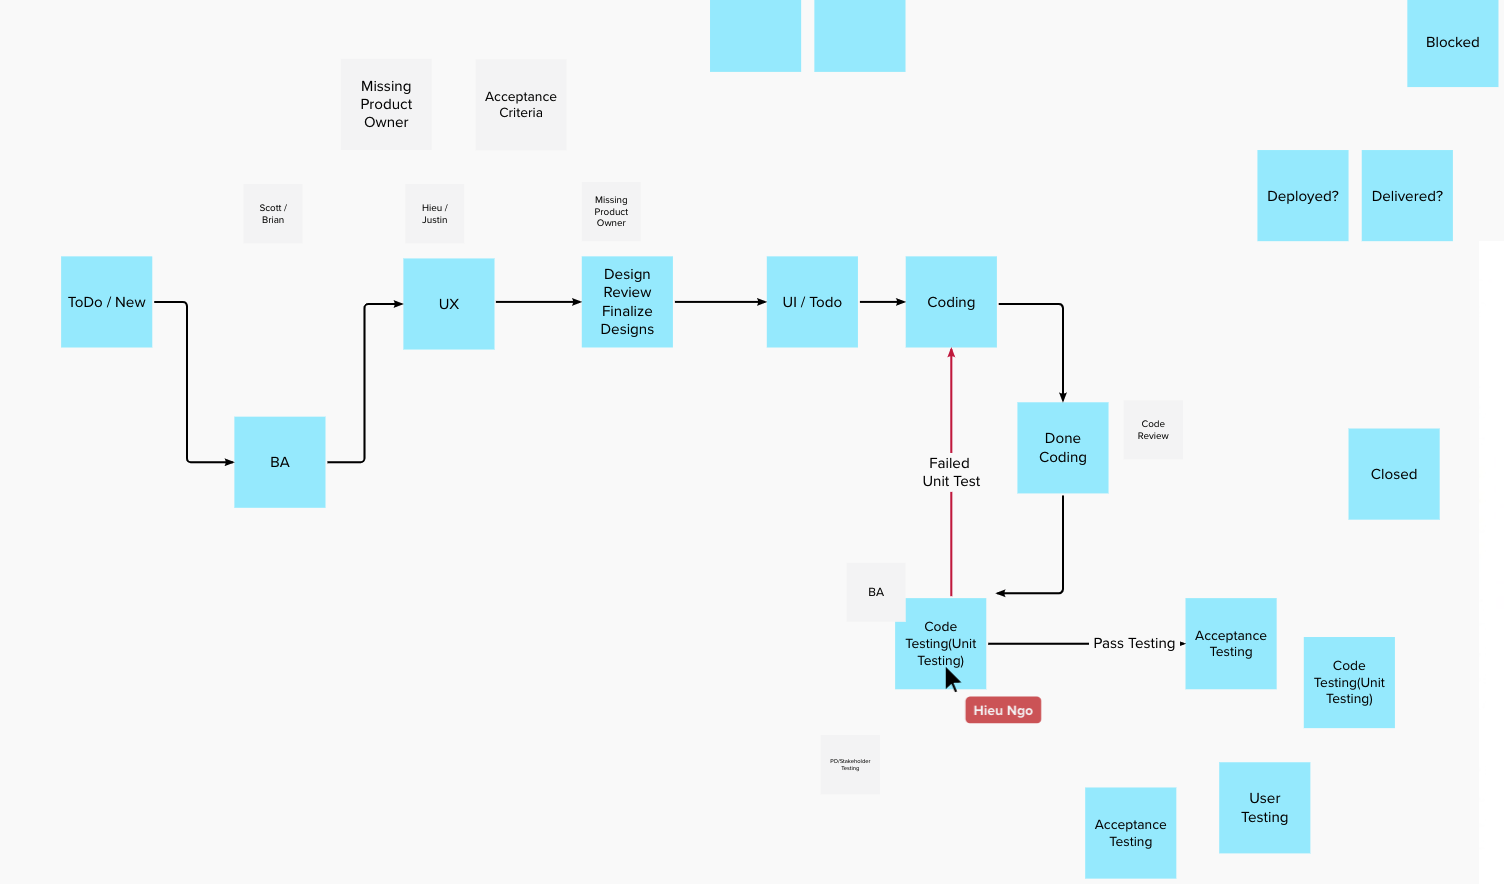 Blocked
Missing
Product
Owner
Acceptance
Criteria
Deployed?
Delivered?
Scott /
Brian
Hieu /
Justin
Missing
Product
Owner
ToDo / New
UX
Design
Review
Finalize
Designs
UI / Todo
Coding
BA
Done
Coding
Code
Review
Failed
Unit Test
Closed
BA
Code
Testing(Unit
Testing)
Pass Testing
Acceptance
Testing
Code
Testing(Unit
Testing)
Hieu Ngo
PD/Stakeholder
Testing
Acceptance
Testing
User
Testing